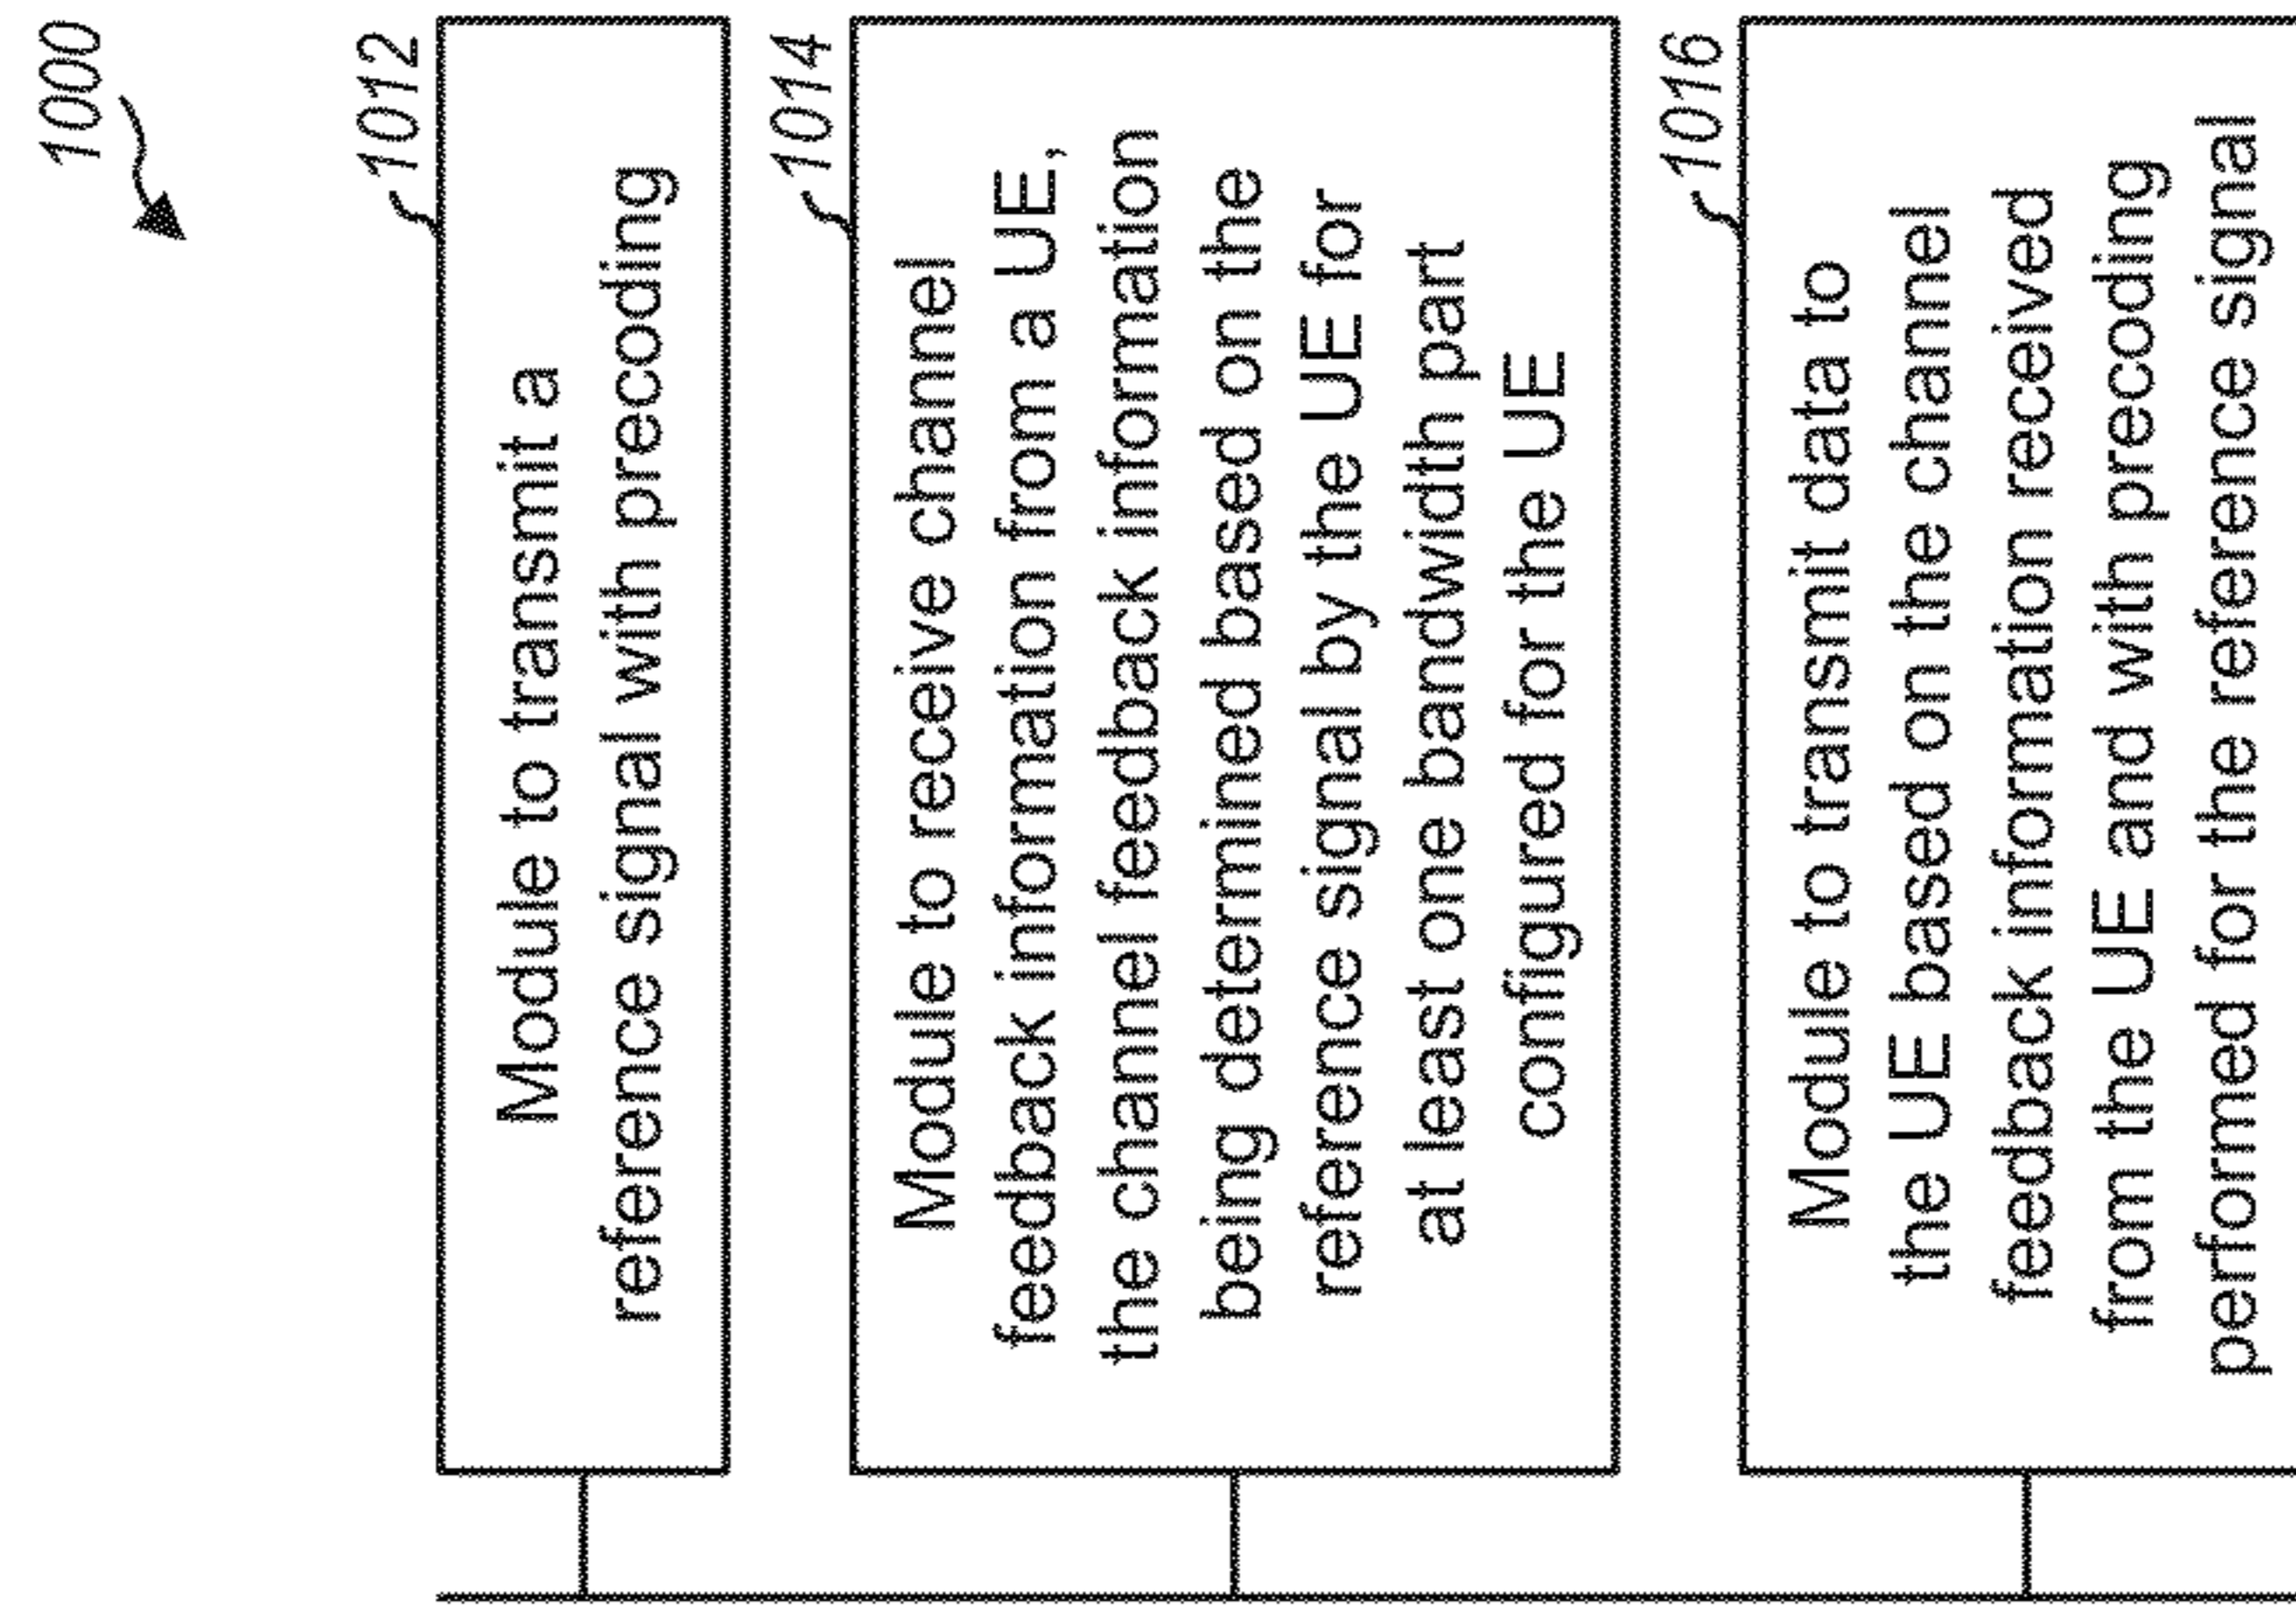 1000
1012
Module to transmit a
reference signal with precoding
1014
Module to receive channel
feedback information from a UE,
the channel feedback information
being determined based on the
reference signal by the UE for
at least one bandwidth part
configured for the UE
1016
Module to transmit data to
the UE based on the channel
feedback information received
from the UE and with precoding
performed for the reference signal